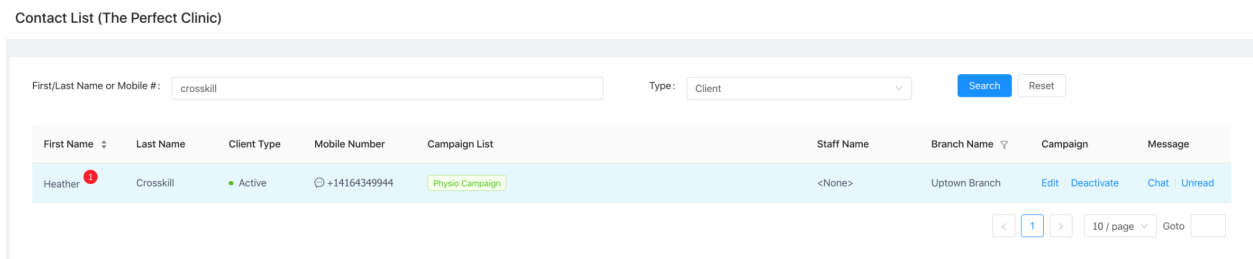 Contact List (The Perfect Clinic)
First/Last Name or Mobile # : crosskill Type : Client Search Reset
First Name Last Name Client Type Mobile Number Campaign List Staff Name Branch Name Campaign Message
Heather 1 Crosskill Active +14164349944 Physio Campaign <None> Uptown Branch Edit Deactivate Chat Unread
< 1 > 10 / page Goto